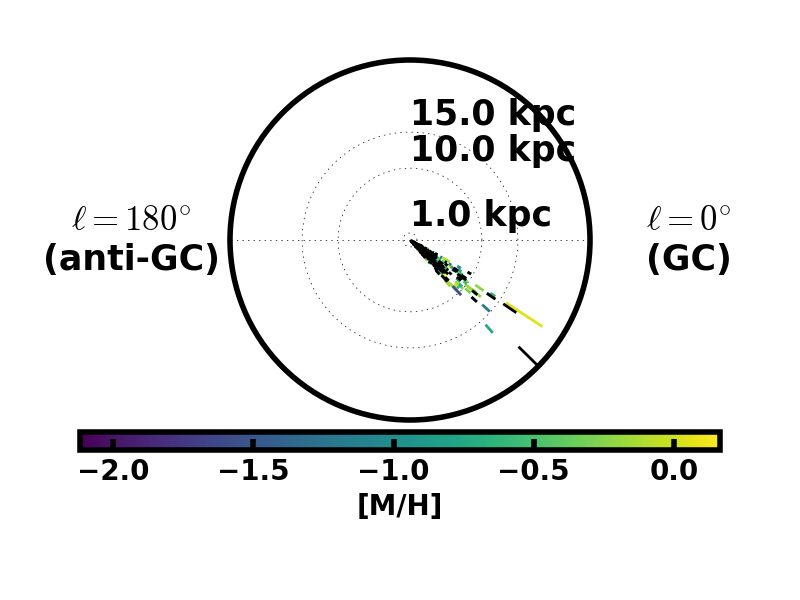 15.0 kpc
10.0 kpc
1.0 kpc
ℓ = 180°
(anti-GC)
ℓ = 0°
(GC)
−2.0 −1.5 −1.0 −0.5 0.0
[M/H]